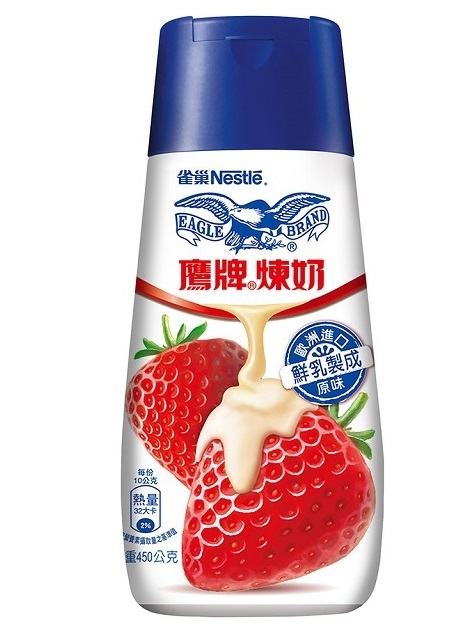 雀巢Nestlé®
EAGLE BRAND®
鷹牌®煉奶
歐洲進口
鮮乳製成
原味
每份
10公克
熱量
32大卡
2%
重450公克